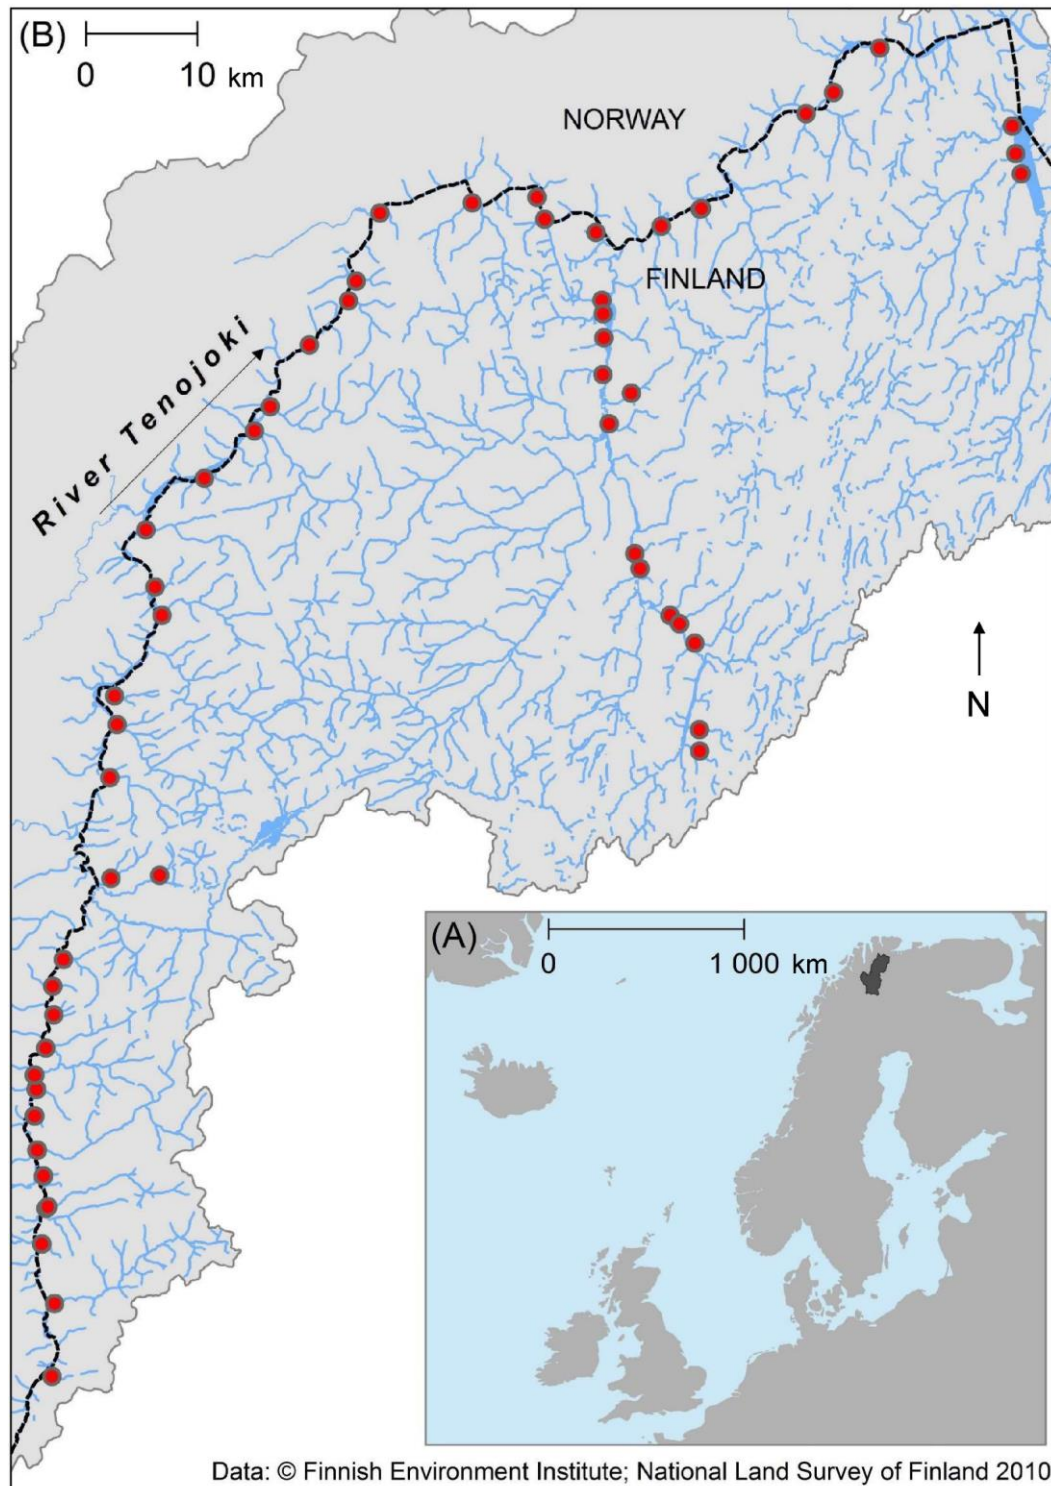 (B)
0 10 km
NORWAY
FINLAND
River Tenojoki
N
(A)
0 1 000 km
Data: © Finnish Environment Institute; National Land Survey of Finland 2010